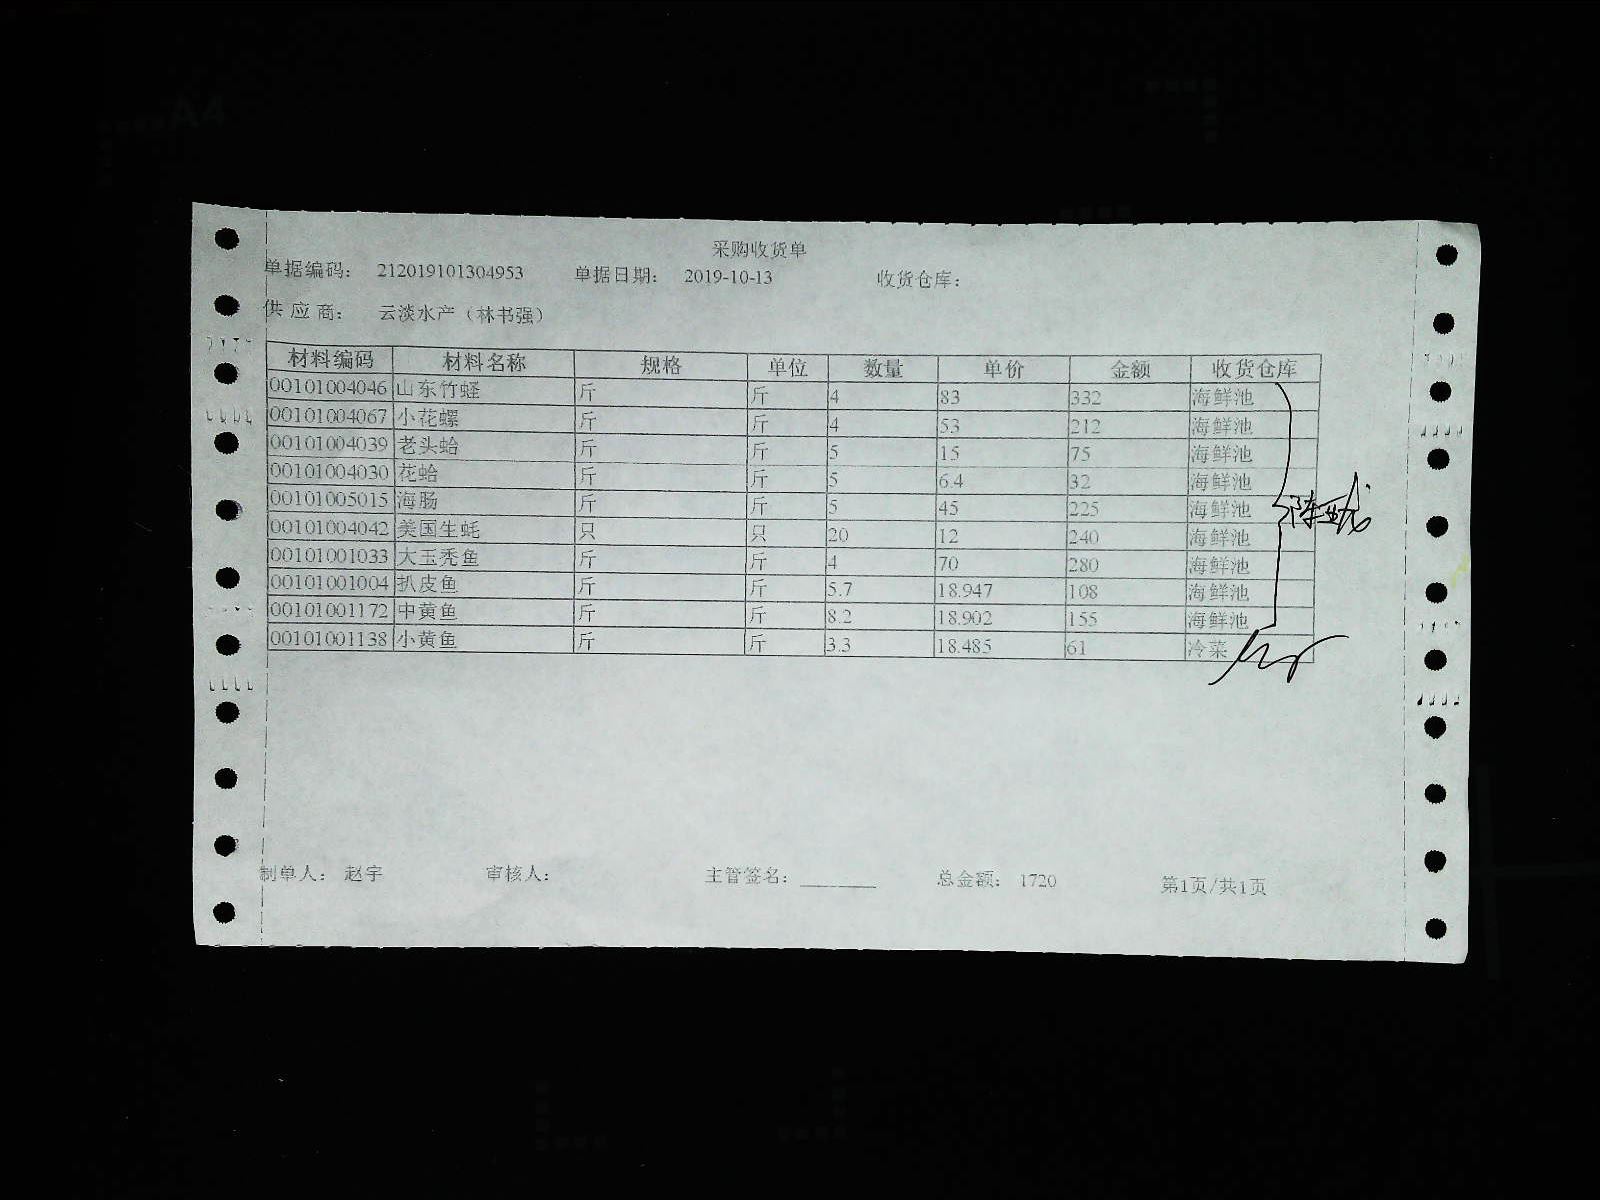 采购收货单
单据编码: 212019101304953 单据日期: 2019-10-13 收货仓库:
供应商: 云淡水产(林书强)
材料编码 材料名称 规格 单位 数量 单价 金额 收货仓库
00101004046 山东竹蛏 斤 斤 4 83 332 海鲜池
00101004067 小花螺 斤 斤 4 53 212 海鲜池
00101004039 老头蛤 斤 斤 5 15 75 海鲜池
00101004030 花蛤 斤 斤 5 6.4 32 海鲜池
00101005015 海肠 斤 斤 5 45 225 海鲜池
00101004042 美国生蚝 只 只 20 12 240 海鲜池
00101001033 大玉秃鱼 斤 斤 4 70 280 海鲜池
00101001004 扒皮鱼 斤 斤 5.7 18.947 108 海鲜池
00101001172 中黄鱼 斤 斤 8.2 18.902 155 海鲜池
00101001138 小黄鱼 斤 斤 3.3 18.485 61 冷菜
制单人: 赵宇 审核人: 主管签名: ________ 总金额: 1720 第1页/共1页